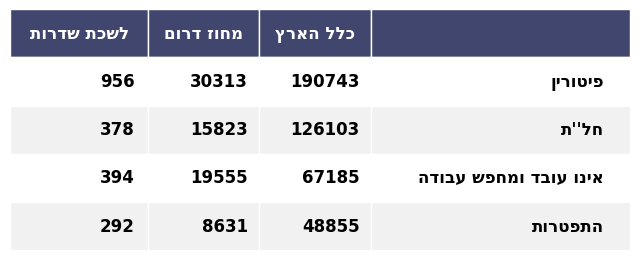 כלל הארץ מחוז דרום לשכת שדרות
פיטורין 190743 30313 956
חל''ת 126103 15823 378
אינו עובד ומחפש עבודה 67185 19555 394
התפטרות 48855 8631 292